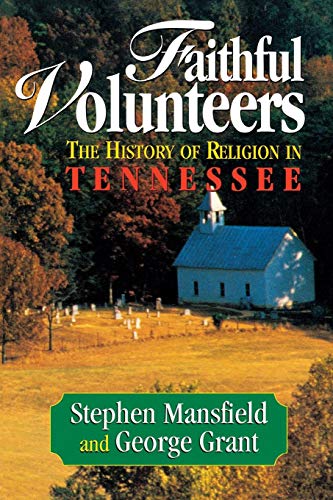 Faithful
Volunteers
THE HISTORY OF RELIGION IN
TENNESSEE
Stephen Mansfield
and George Grant